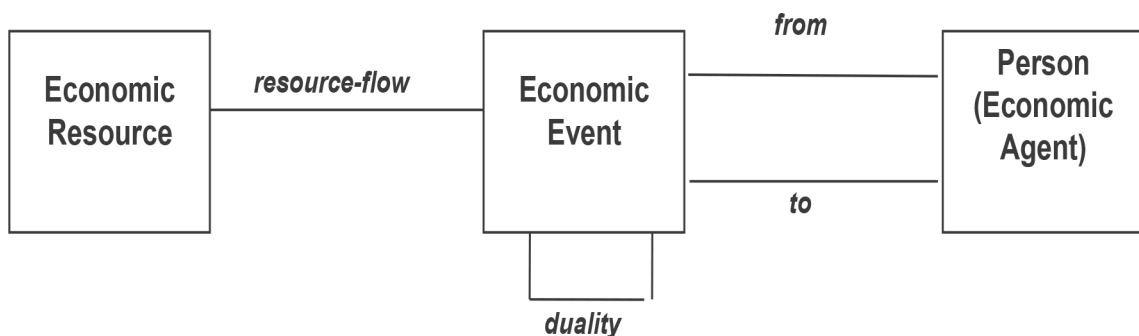 Economic
Resource
resource-flow
Economic
Event
from
to
Person
(Economic
Agent)
duality